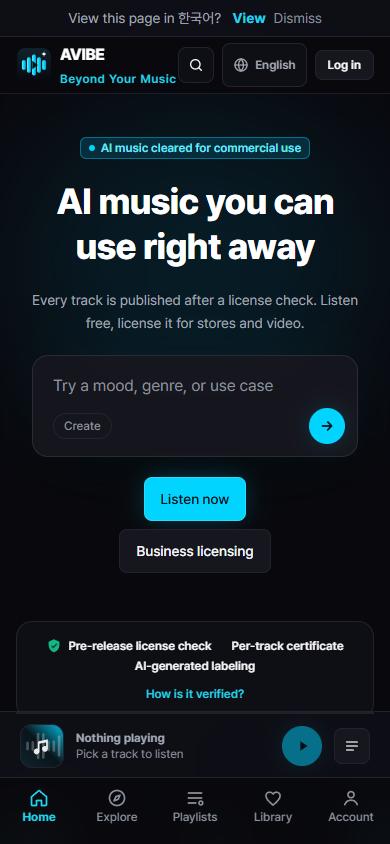 View this page in 한국어? View Dismiss
AVIBE
Beyond Your Music
English
Log in
AI music cleared for commercial use
AI music you can
use right away
Every track is published after a license check. Listen
free, license it for stores and video.
Try a mood, genre, or use case
Create
Listen now
Business licensing
Pre-release license check Per-track certificate
AI-generated labeling
How is it verified?
Nothing playing
Pick a track to listen
Home Explore Playlists Library Account